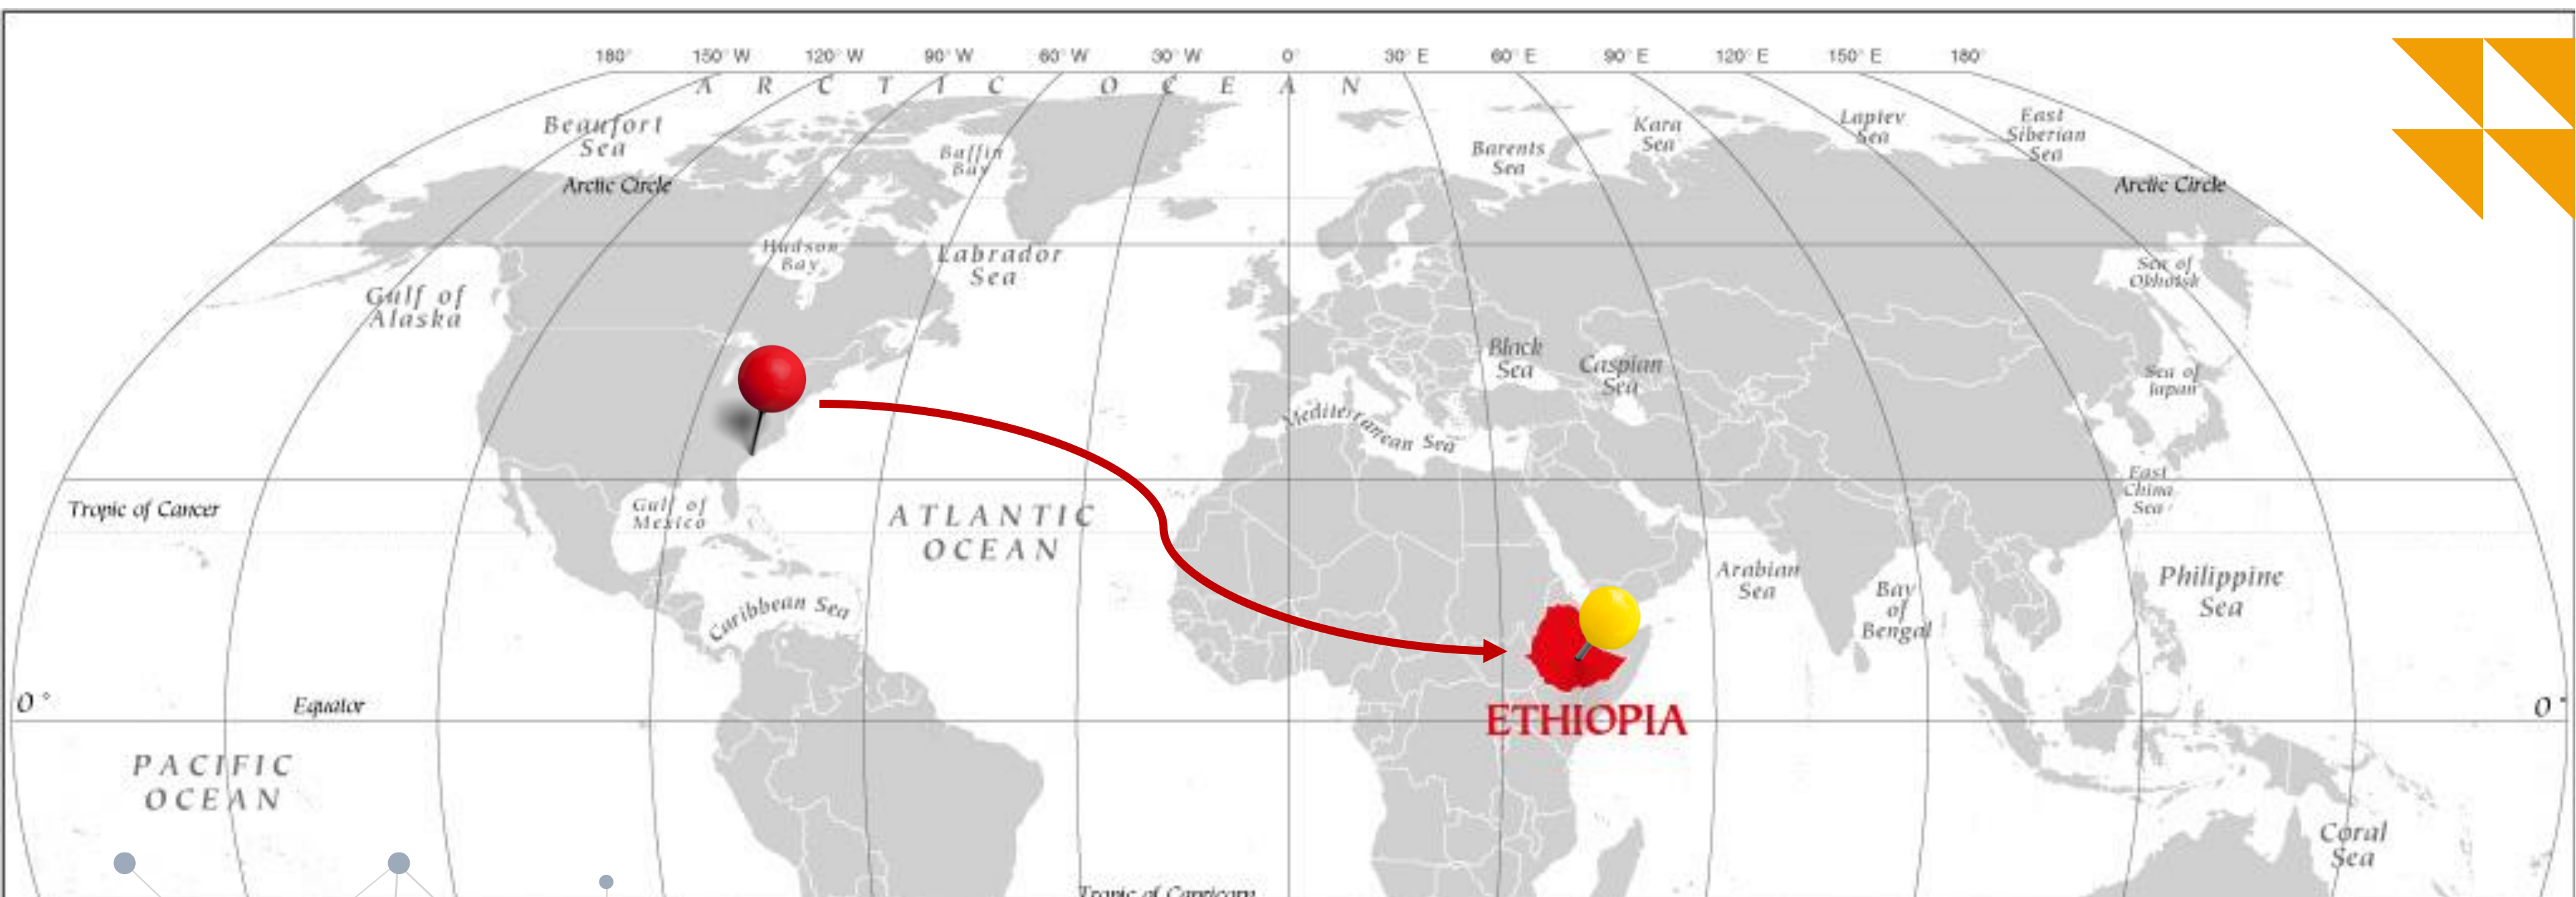 180° 150° W 120° W 90° W 60° W 30° W 0° 30° E 60° E 90° E 120° E 150° E 180°
ARCTIC OCEAN
Beaufort
Sea
Baffin
Bay
Barents
Sea
Kara
Sea
Laptev
Sea
East
Siberian
Sea
Arctic Circle
Arctic Circle
Hudson
Bay
Labrador
Sea
Sea of
Okhotsk
Gulf of
Alaska
Black
Sea
Caspian
Sea
Sea of
Japan
Mediterranean Sea
East
China
Sea
Tropic of Cancer
Gulf of
Mexico
ATLANTIC
OCEAN
Arabian
Sea
Bay
of
Bengal
Philippine
Sea
Caribbean Sea
0°
Equator
ETHIOPIA
0°
PACIFIC
OCEAN
Coral
Sea
Tropic of Capricorn